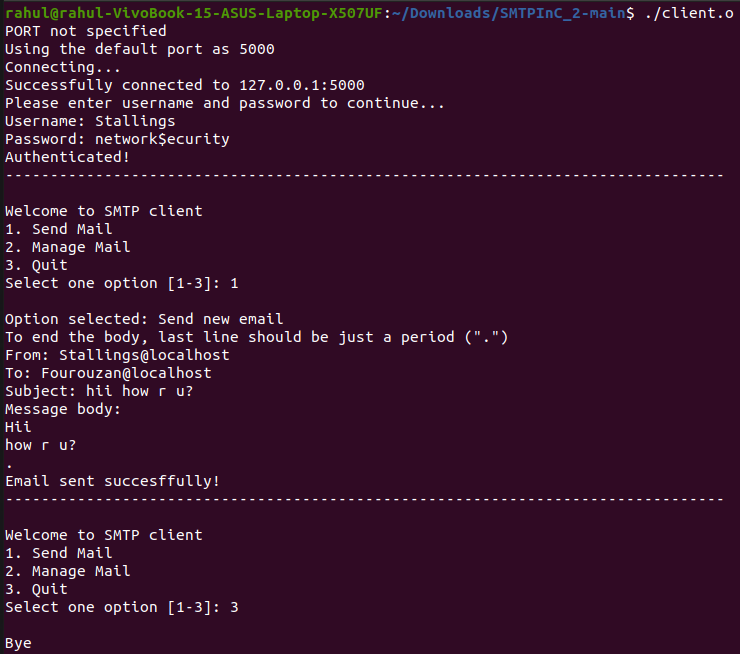 rahul@rahul-VivoBook-15-ASUS-Laptop-X507UF:~/Downloads/SMTPInC_2-main$ ./client.o
PORT not specified
Using the default port as 5000
Connecting...
Successfully connected to 127.0.0.1:5000
Please enter username and password to continue...
Username: Stallings
Password: network$ecurity
Authenticated!
--------------------------------------------------------------------------------
Welcome to SMTP client
1. Send Mail
2. Manage Mail
3. Quit
Select one option [1-3]: 1
Option selected: Send new email
To end the body, last line should be just a period (".")
From: Stallings@localhost
To: Fourouzan@localhost
Subject: hii how r u?
Message body:
Hii
how r u?
.
Email sent succesffully!
--------------------------------------------------------------------------------
Welcome to SMTP client
1. Send Mail
2. Manage Mail
3. Quit
Select one option [1-3]: 3
Bye